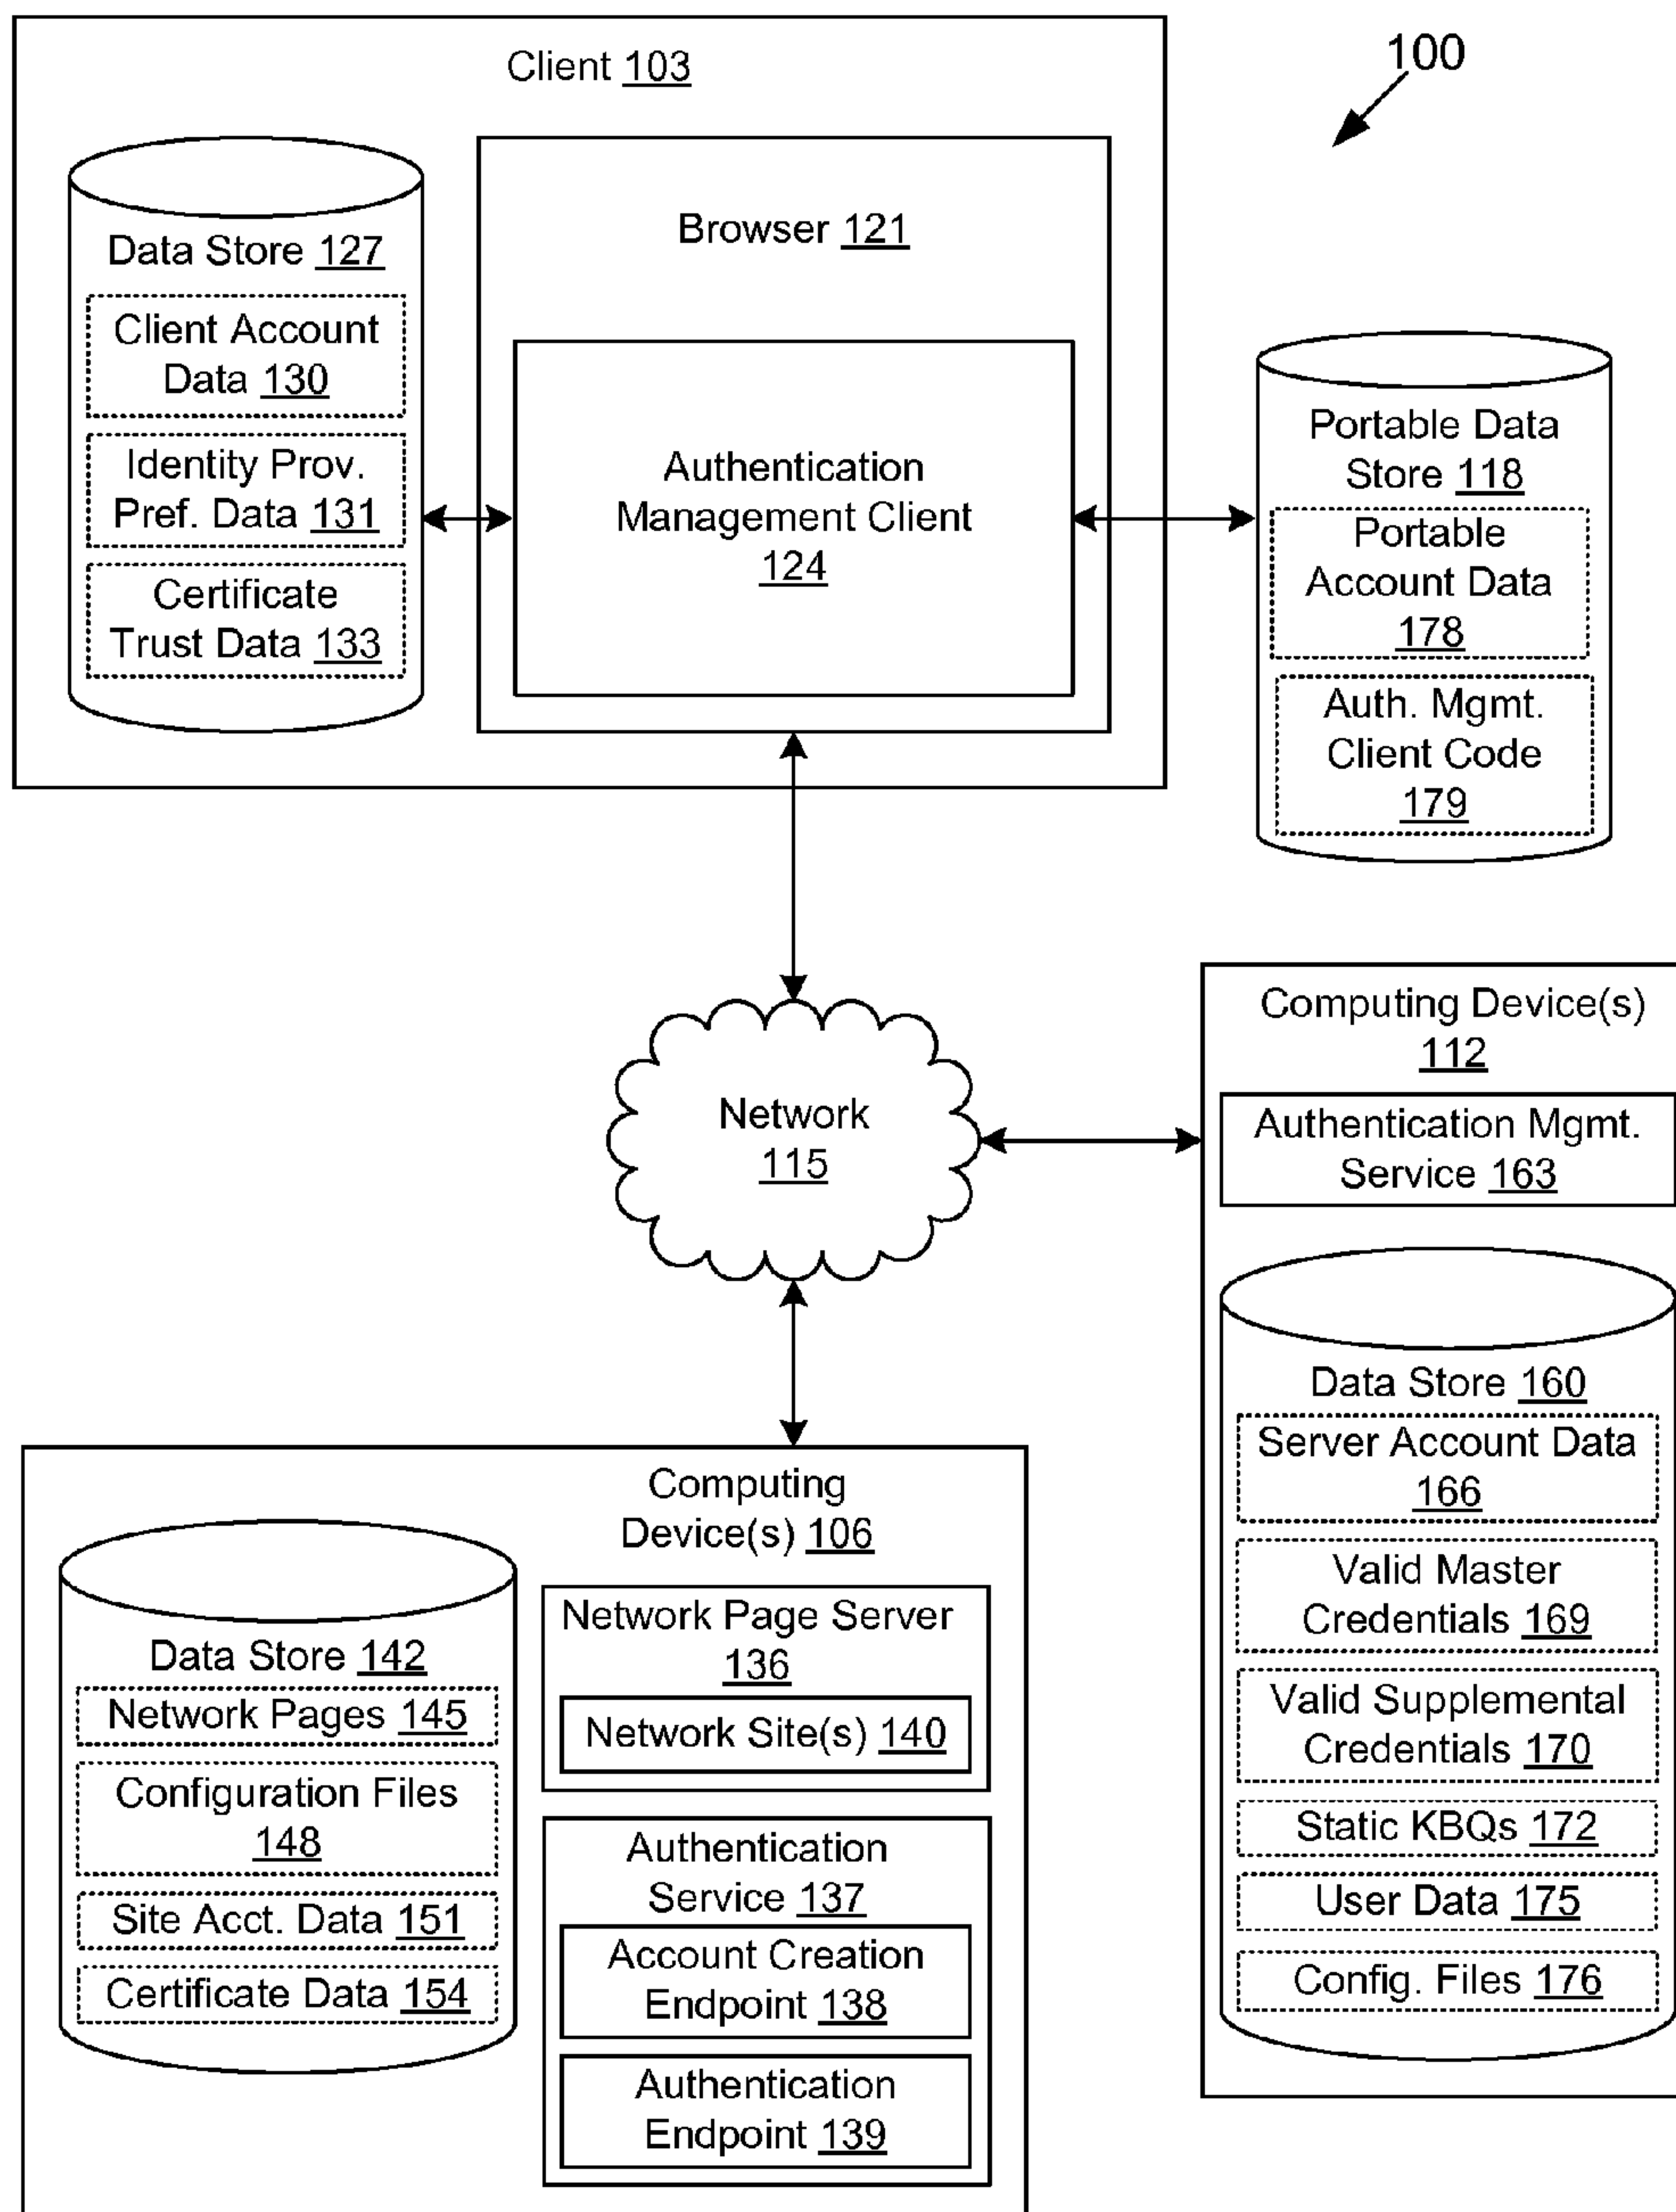 100
Client 103
Data Store 127
Client Account
Data 130
Identity Prov.
Pref. Data 131
Certificate
Trust Data 133
Browser 121
Authentication
Management Client
124
Portable Data
Store 118
Portable
Account Data
178
Auth. Mgmt.
Client Code
179
Network
115
Computing Device(s)
112
Authentication Mgmt.
Service 163
Data Store 160
Server Account Data
166
Valid Master
Credentials 169
Valid Supplemental
Credentials 170
Static KBQs 172
User Data 175
Config. Files 176
Computing
Device(s) 106
Data Store 142
Network Pages 145
Configuration Files
148
Site Acct. Data 151
Certificate Data 154
Network Page Server
136
Network Site(s) 140
Authentication
Service 137
Account Creation
Endpoint 138
Authentication
Endpoint 139